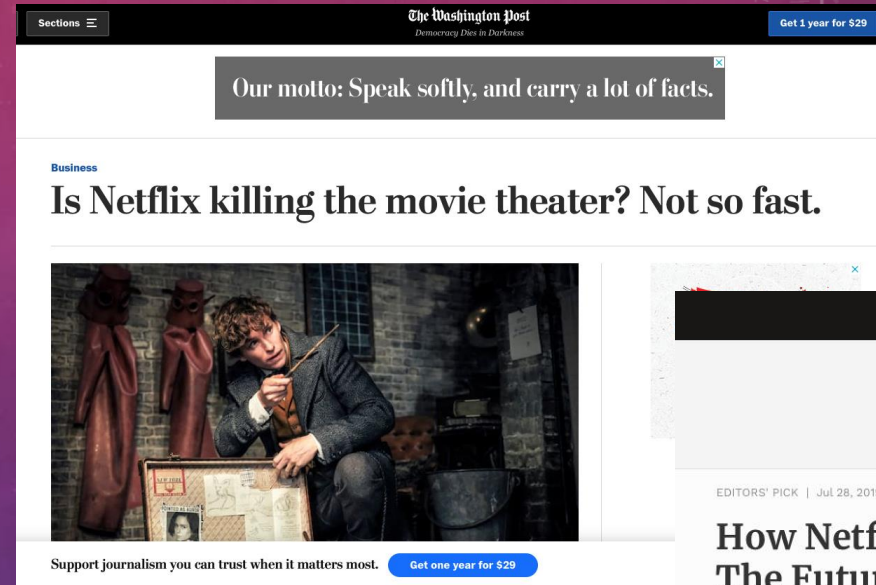 Sections
The Washington Post
Democracy Dies in Darkness
Get 1 year for $29
Our motto: Speak softly, and carry a lot of facts.
Business
Is Netflix killing the movie theater? Not so fast.
EDITORS' PICK | Jul 28, 201
How Netf
The Futur
Support journalism you can trust when it matters most.
Get one year for $29